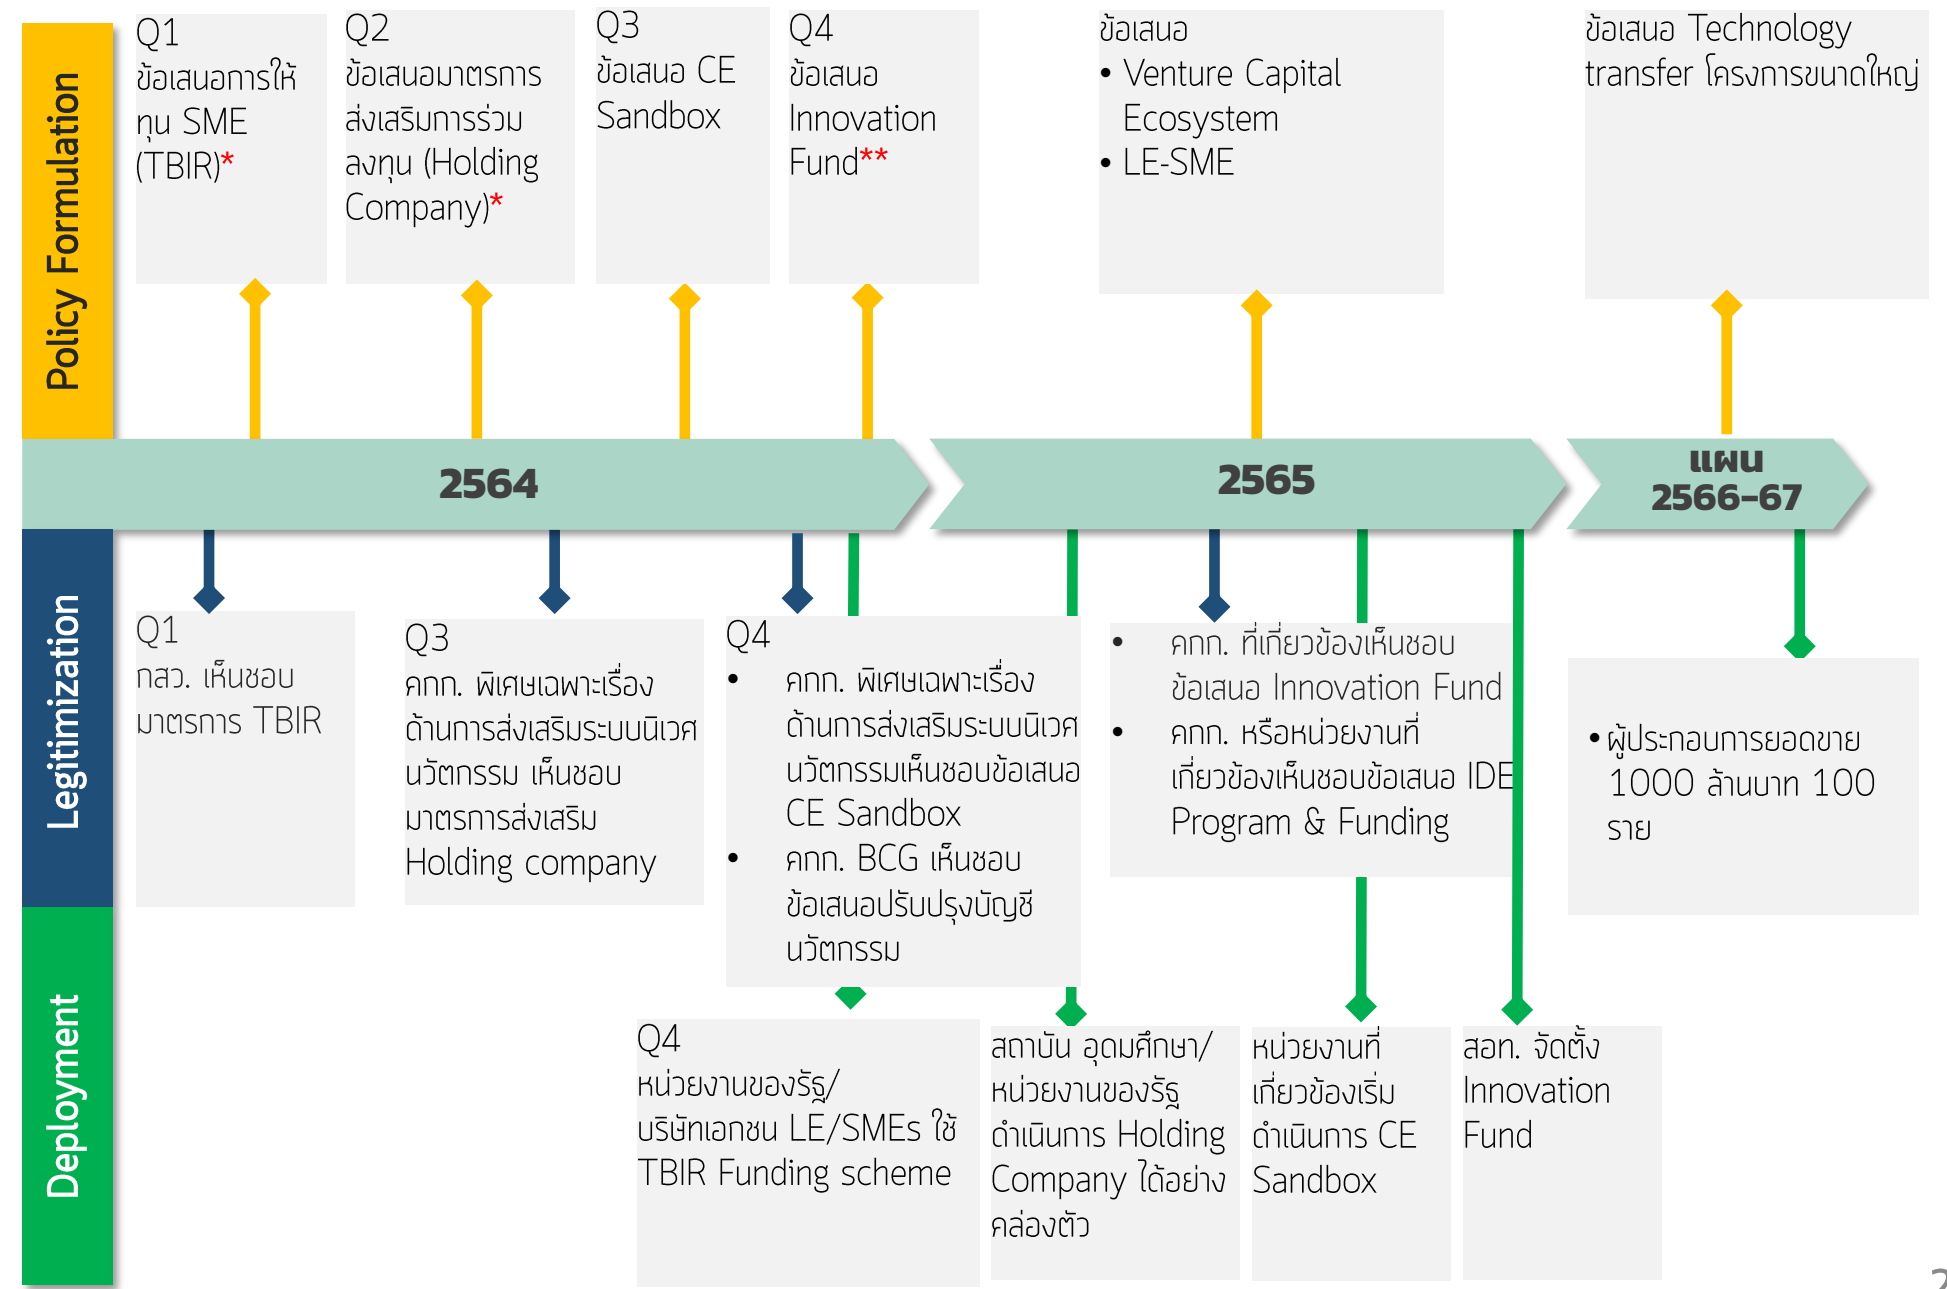 Policy Formulation
Q1
ข้อเสนอการให้
ทุน SME
(TBIR)*
Q2
ข้อเสนอมาตรการ
ส่งเสริมการร่วม
ลงทุน (Holding
Company)*
Q3
ข้อเสนอ CE
Sandbox
Q4
ข้อเสนอ
Innovation
Fund**
ข้อเสนอ
• Venture Capital
Ecosystem
• LE-SME
ข้อเสนอ Technology
transfer โครงการขนาดใหญ่
2564
2565
แผน
2566-67
Legitimization
Q1
กสว. เห็นชอบ
มาตรการ TBIR
Q3
คกก. พิเศษเฉพาะเรื่อง
ด้านการส่งเสริมระบบนิเวศ
นวัตกรรม เห็นชอบ
มาตรการส่งเสริม
Holding company
Q4
• คกก. พิเศษเฉพาะเรื่อง
ด้านการส่งเสริมระบบนิเวศ
นวัตกรรมเห็นชอบข้อเสนอ
CE Sandbox
• คกก. BCG เห็นชอบ
ข้อเสนอปรับปรุงบัญชี
นวัตกรรม
• คกก. ที่เกี่ยวข้องเห็นชอบ
ข้อเสนอ Innovation Fund
• คกก. หรือหน่วยงานที่
เกี่ยวข้องเห็นชอบข้อเสนอ IDE
Program & Funding
• ผู้ประกอบการยอดขาย
1000 ล้านบาท 100
ราย
Deployment
Q4
หน่วยงานของรัฐ/
บริษัทเอกชน LE/SMEs ใช้
TBIR Funding scheme
สถาบัน อุดมศึกษา/
หน่วยงานของรัฐ
ดำเนินการ Holding
Company ได้อย่าง
คล่องตัว
หน่วยงานที่
เกี่ยวข้องเริ่ม
ดำเนินการ CE
Sandbox
สอท. จัดตั้ง
Innovation
Fund